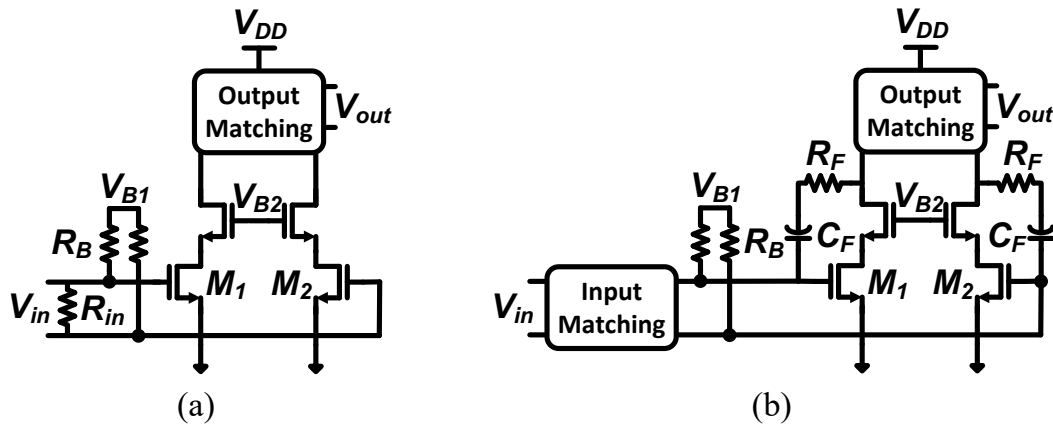 V_DD
Output
Matching
V_out
V_B1
V_B2
R_B
M_1
M_2
V_in
R_in
(a)
V_DD
Output
Matching
V_out
R_F
R_F
V_B1
V_B2
R_B
C_F
C_F
M_1
M_2
Input
Matching
V_in
(b)